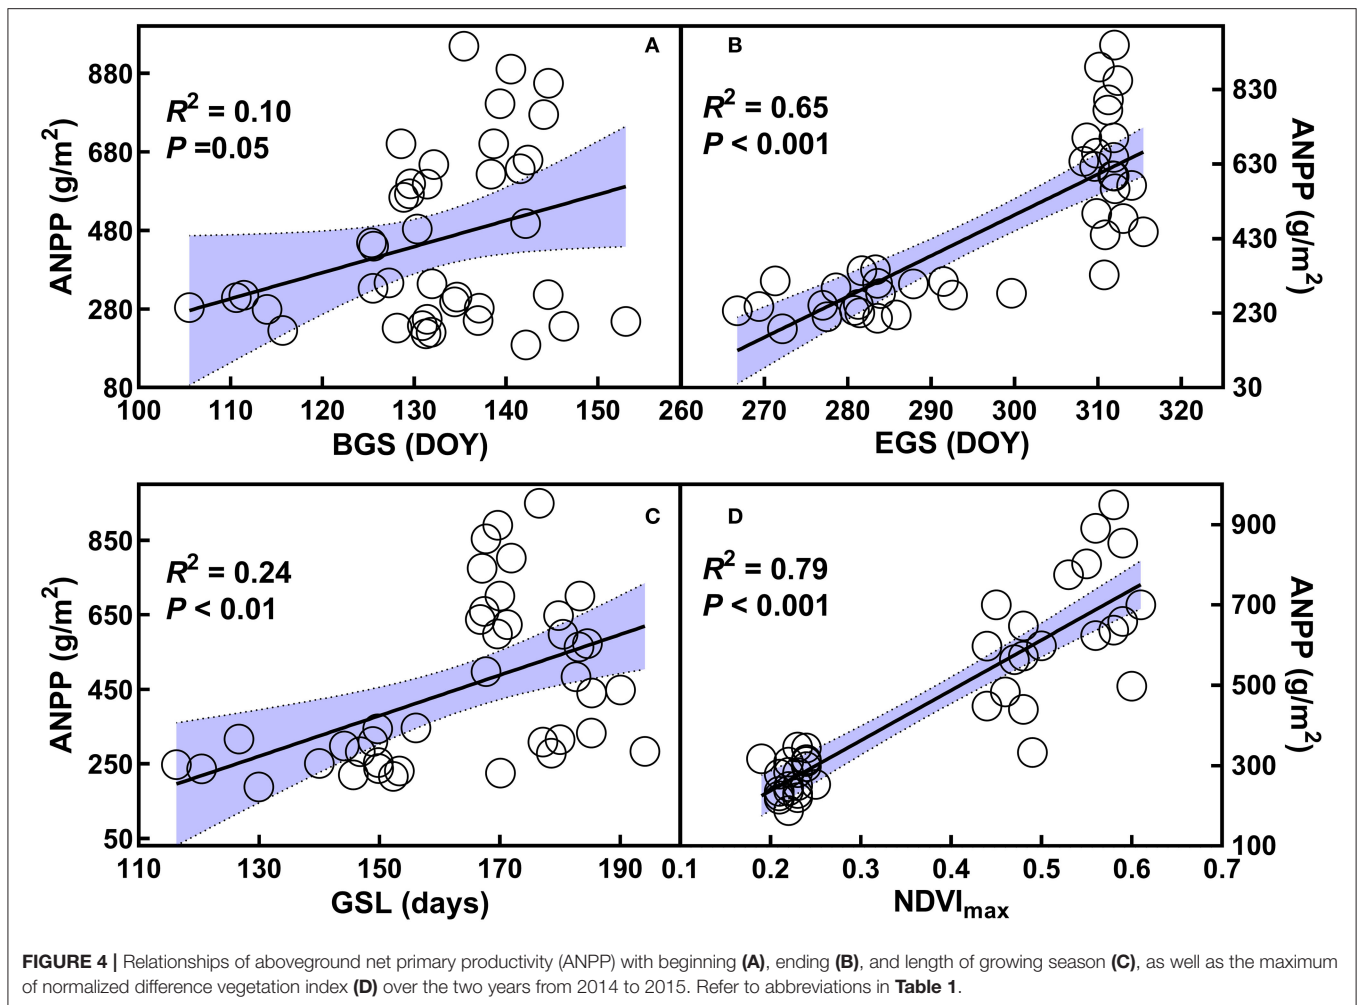 A
R² = 0.10
P =0.05
880
680
480
280
80
ANPP (g/m²)
100 110 120 130 140 150
BGS (DOY)
B
R² = 0.65
P < 0.001
830
630
430
230
30
ANPP (g/m²)
260 270 280 290 300 310 320
EGS (DOY)
C
R² = 0.24
P < 0.01
850
650
450
250
50
ANPP (g/m²)
110 130 150 170 190
GSL (days)
D
R² = 0.79
P < 0.001
900
700
500
300
100
ANPP (g/m²)
0.1 0.2 0.3 0.4 0.5 0.6 0.7
NDVImax
FIGURE 4 | Relationships of aboveground net primary productivity (ANPP) with beginning (A), ending (B), and length of growing season (C), as well as the maximum
of normalized difference vegetation index (D) over the two years from 2014 to 2015. Refer to abbreviations in Table 1.